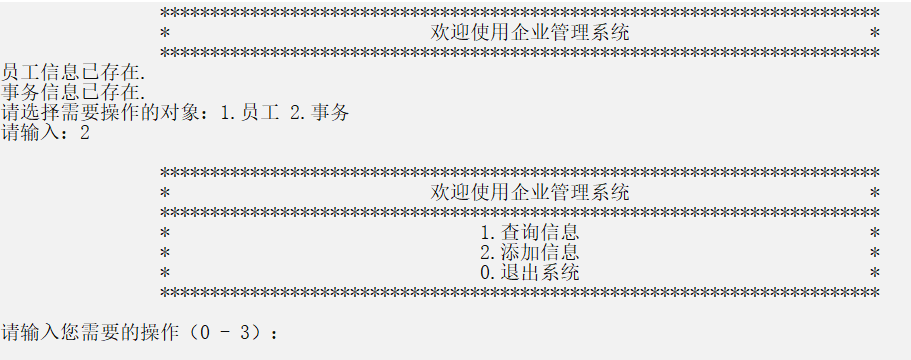 ************************************************************************
* 欢迎使用企业管理系统 *
************************************************************************
员工信息已存在.
事务信息已存在.
请选择需要操作的对象：1.员工 2.事务
请输入：2
************************************************************************
* 欢迎使用企业管理系统 *
************************************************************************
* 1.查询信息 *
* 2.添加信息 *
* 0.退出系统 *
************************************************************************
请输入您需要的操作（0 - 3）：